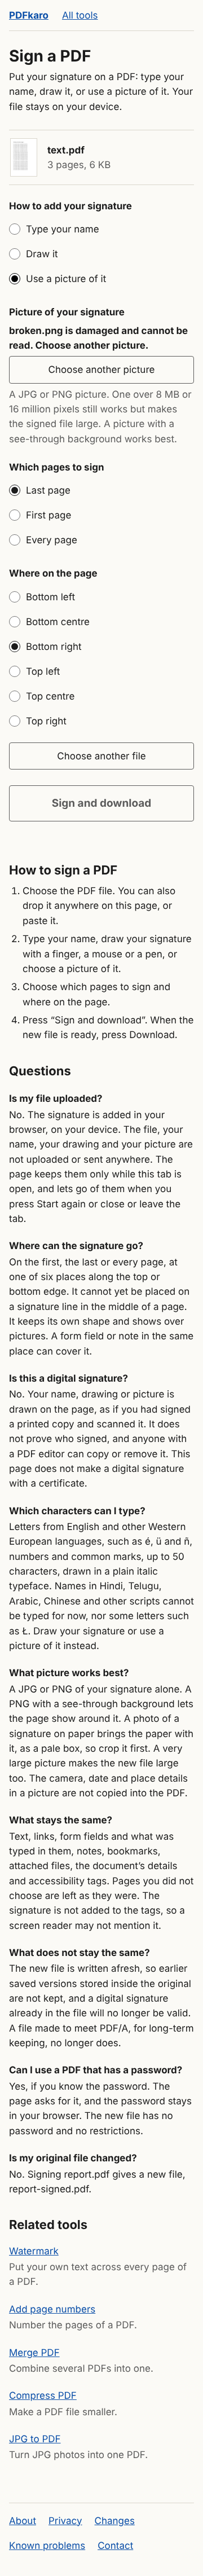 PDFkaro All tools
Sign a PDF
Put your signature on a PDF: type your
name, draw it, or use a picture of it. Your
file stays on your device.
text.pdf
3 pages, 6 KB
How to add your signature
Type your name
Draw it
Use a picture of it
Picture of your signature
broken.png is damaged and cannot be
read. Choose another picture.
Choose another picture
A JPG or PNG picture. One over 8 MB or
16 million pixels still works but makes
the signed file large. A picture with a
see-through background works best.
Which pages to sign
Last page
First page
Every page
Where on the page
Bottom left
Bottom centre
Bottom right
Top left
Top centre
Top right
Choose another file
Sign and download
How to sign a PDF
1. Choose the PDF file. You can also
drop it anywhere on this page, or
paste it.
2. Type your name, draw your signature
with a finger, a mouse or a pen, or
choose a picture of it.
3. Choose which pages to sign and
where on the page.
4. Press “Sign and download”. When the
new file is ready, press Download.
Questions
Is my file uploaded?
No. The signature is added in your
browser, on your device. The file, your
name, your drawing and your picture are
not uploaded or sent anywhere. The
page keeps them only while this tab is
open, and lets go of them when you
press Start again or close or leave the
tab.
Where can the signature go?
On the first, the last or every page, at
one of six places along the top or
bottom edge. It cannot yet be placed on
a signature line in the middle of a page.
It keeps its own shape and shows over
pictures. A form field or note in the same
place can cover it.
Is this a digital signature?
No. Your name, drawing or picture is
drawn on the page, as if you had signed
a printed copy and scanned it. It does
not prove who signed, and anyone with
a PDF editor can copy or remove it. This
page does not make a digital signature
with a certificate.
Which characters can I type?
Letters from English and other Western
European languages, such as é, ü and ñ,
numbers and common marks, up to 50
characters, drawn in a plain italic
typeface. Names in Hindi, Telugu,
Arabic, Chinese and other scripts cannot
be typed for now, nor some letters such
as Ł. Draw your signature or use a
picture of it instead.
What picture works best?
A JPG or PNG of your signature alone. A
PNG with a see-through background lets
the page show around it. A photo of a
signature on paper brings the paper with
it, as a pale box, so crop it first. A very
large picture makes the new file large
too. The camera, date and place details
in a picture are not copied into the PDF.
What stays the same?
Text, links, form fields and what was
typed in them, notes, bookmarks,
attached files, the document’s details
and accessibility tags. Pages you did not
choose are left as they were. The
signature is not added to the tags, so a
screen reader may not mention it.
What does not stay the same?
The new file is written afresh, so earlier
saved versions stored inside the original
are not kept, and a digital signature
already in the file will no longer be valid.
A file made to meet PDF/A, for long-term
keeping, no longer does.
Can I use a PDF that has a password?
Yes, if you know the password. The
page asks for it, and the password stays
in your browser. The new file has no
password and no restrictions.
Is my original file changed?
No. Signing report.pdf gives a new file,
report-signed.pdf.
Related tools
Watermark
Put your own text across every page of
a PDF.
Add page numbers
Number the pages of a PDF.
Merge PDF
Combine several PDFs into one.
Compress PDF
Make a PDF file smaller.
JPG to PDF
Turn JPG photos into one PDF.
About Privacy Changes
Known problems Contact